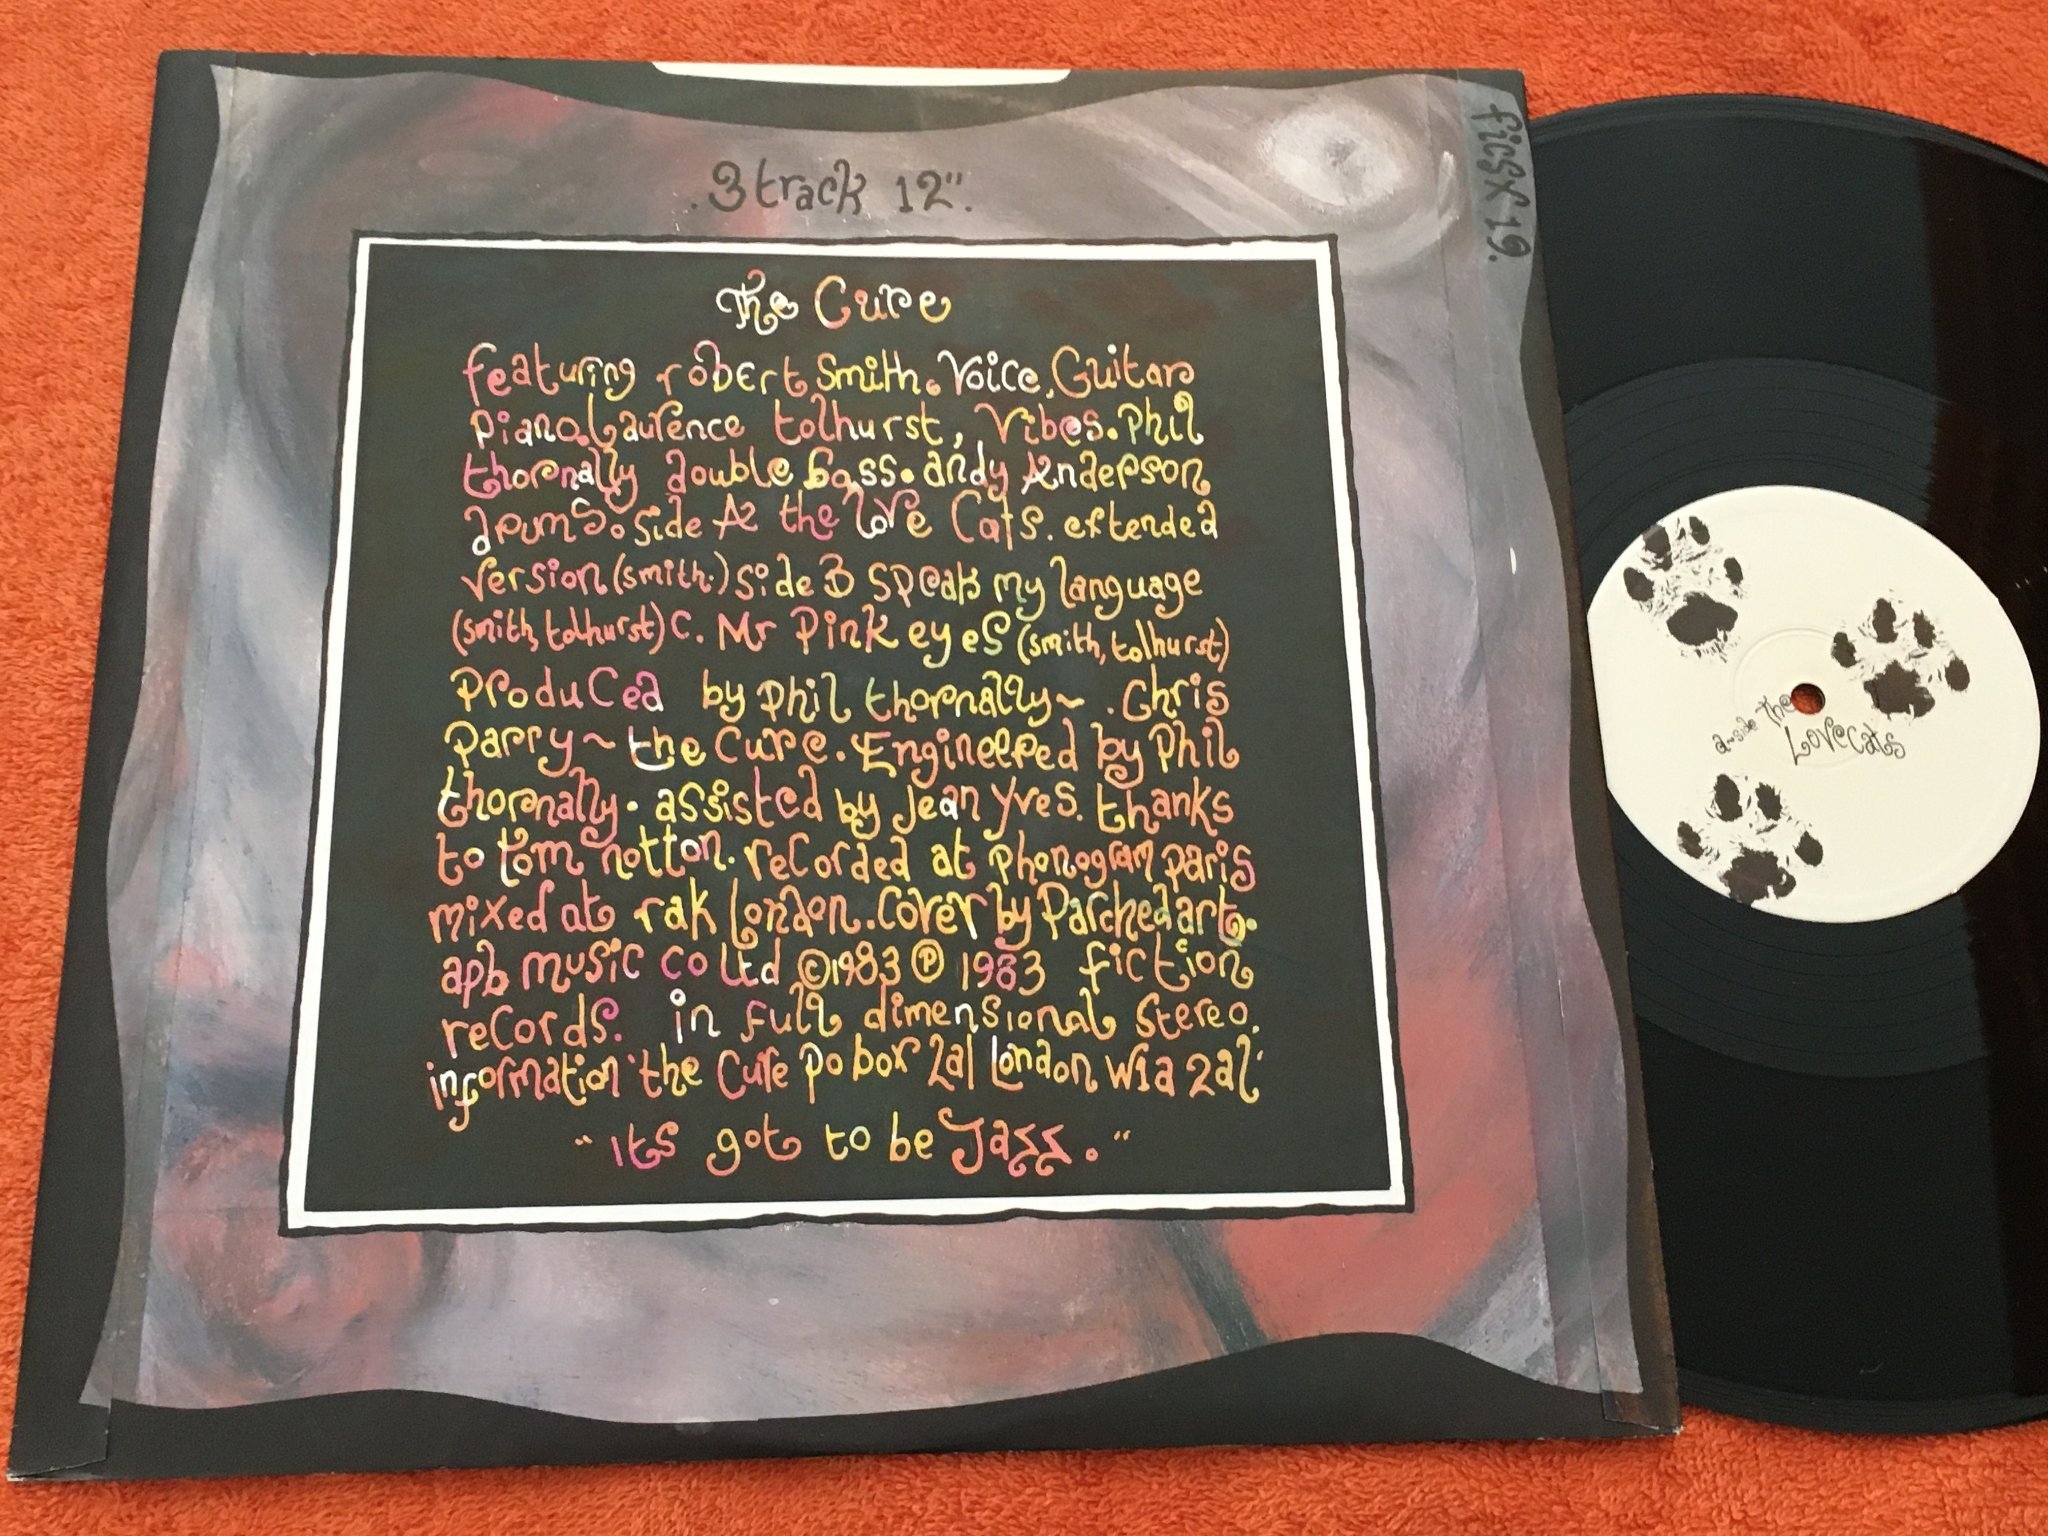 .3 track 12".
ficsx 19.
The Cure
featuring robert Smith. Voice, Guitar
piano. Laurence tolhurst, Vibes. Phil
thornally double bass. andy Anderson
drums. Side A the love Cats. extended
version (smith.) side B speak my language
(smith, tolhurst) C. Mr Pink eyes (smith, tolhurst)
Produced by Phil thornally~ . Chris
Parry~ the Cure. Engineered by Phil
thornally. assisted by Jean Yves. thanks
to tom notton. recorded at phonogram paris
mixed at rak London. Cover by Parched art.
apb music co ltd ©1983 ℗ 1983 fiction
records. in full dimensional stereo.
information 'the Cure po box 2al London W1a 2al'
"its got to be Jazz."
a~side The
Lovecats